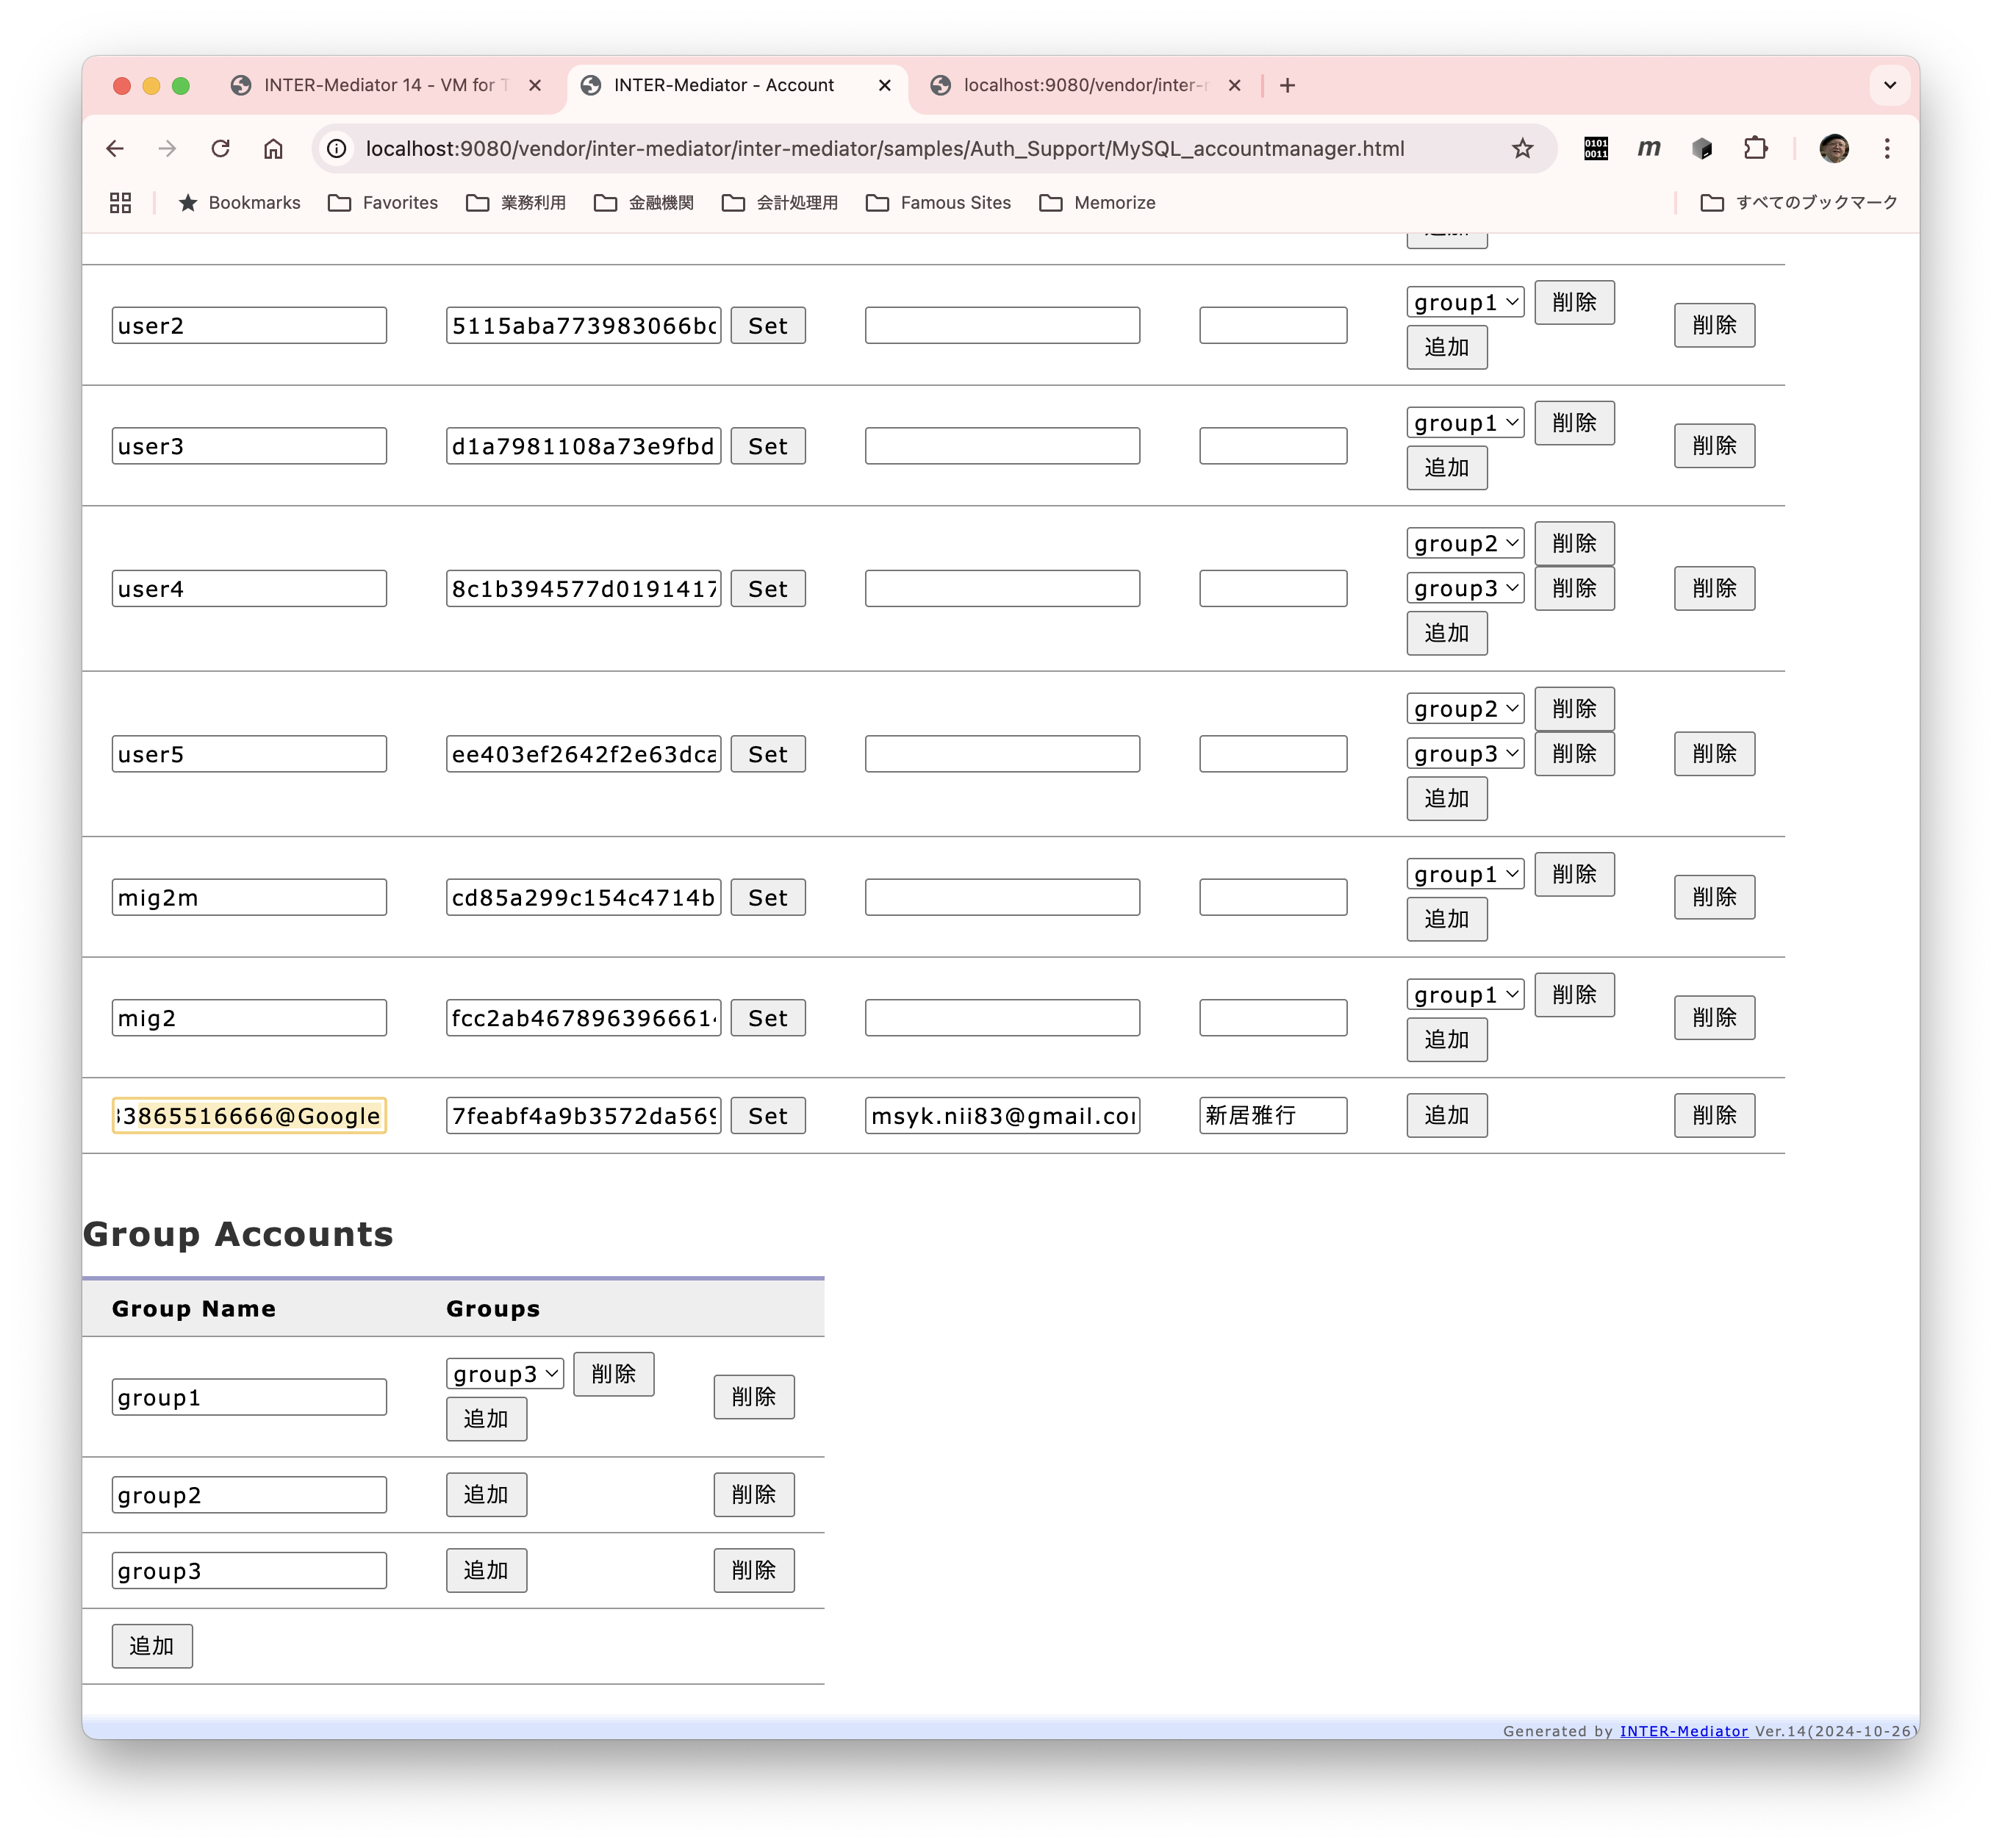 INTER-Mediator 14 - VM for T
INTER-Mediator - Account
localhost:9080/vendor/inter-r
localhost:9080/vendor/inter-mediator/inter-mediator/samples/Auth_Support/MySQL_accountmanager.html
0101
0011
m
Bookmarks Favorites 業務利用 金融機関 会計処理用 Famous Sites Memorize すべてのブックマーク
user2 5115aba773983066bc Set group1 削除 削除
追加
user3 d1a7981108a73e9fbd Set group1 削除 削除
追加
group2 削除
user4 8c1b394577d0191417 Set group3 削除 削除
追加
group2 削除
user5 ee403ef2642f2e63dca Set group3 削除 削除
追加
mig2m cd85a299c154c4714b Set group1 削除 削除
追加
mig2 fcc2ab4678963966614 Set group1 削除 削除
追加
33865516666@Google 7feabf4a9b3572da569 Set msyk.nii83@gmail.com 新居雅行 追加 削除
Group Accounts
Group Name Groups
group1 group3 削除 削除
追加
group2 追加 削除
group3 追加 削除
追加
Generated by INTER-Mediator Ver.14(2024-10-26)